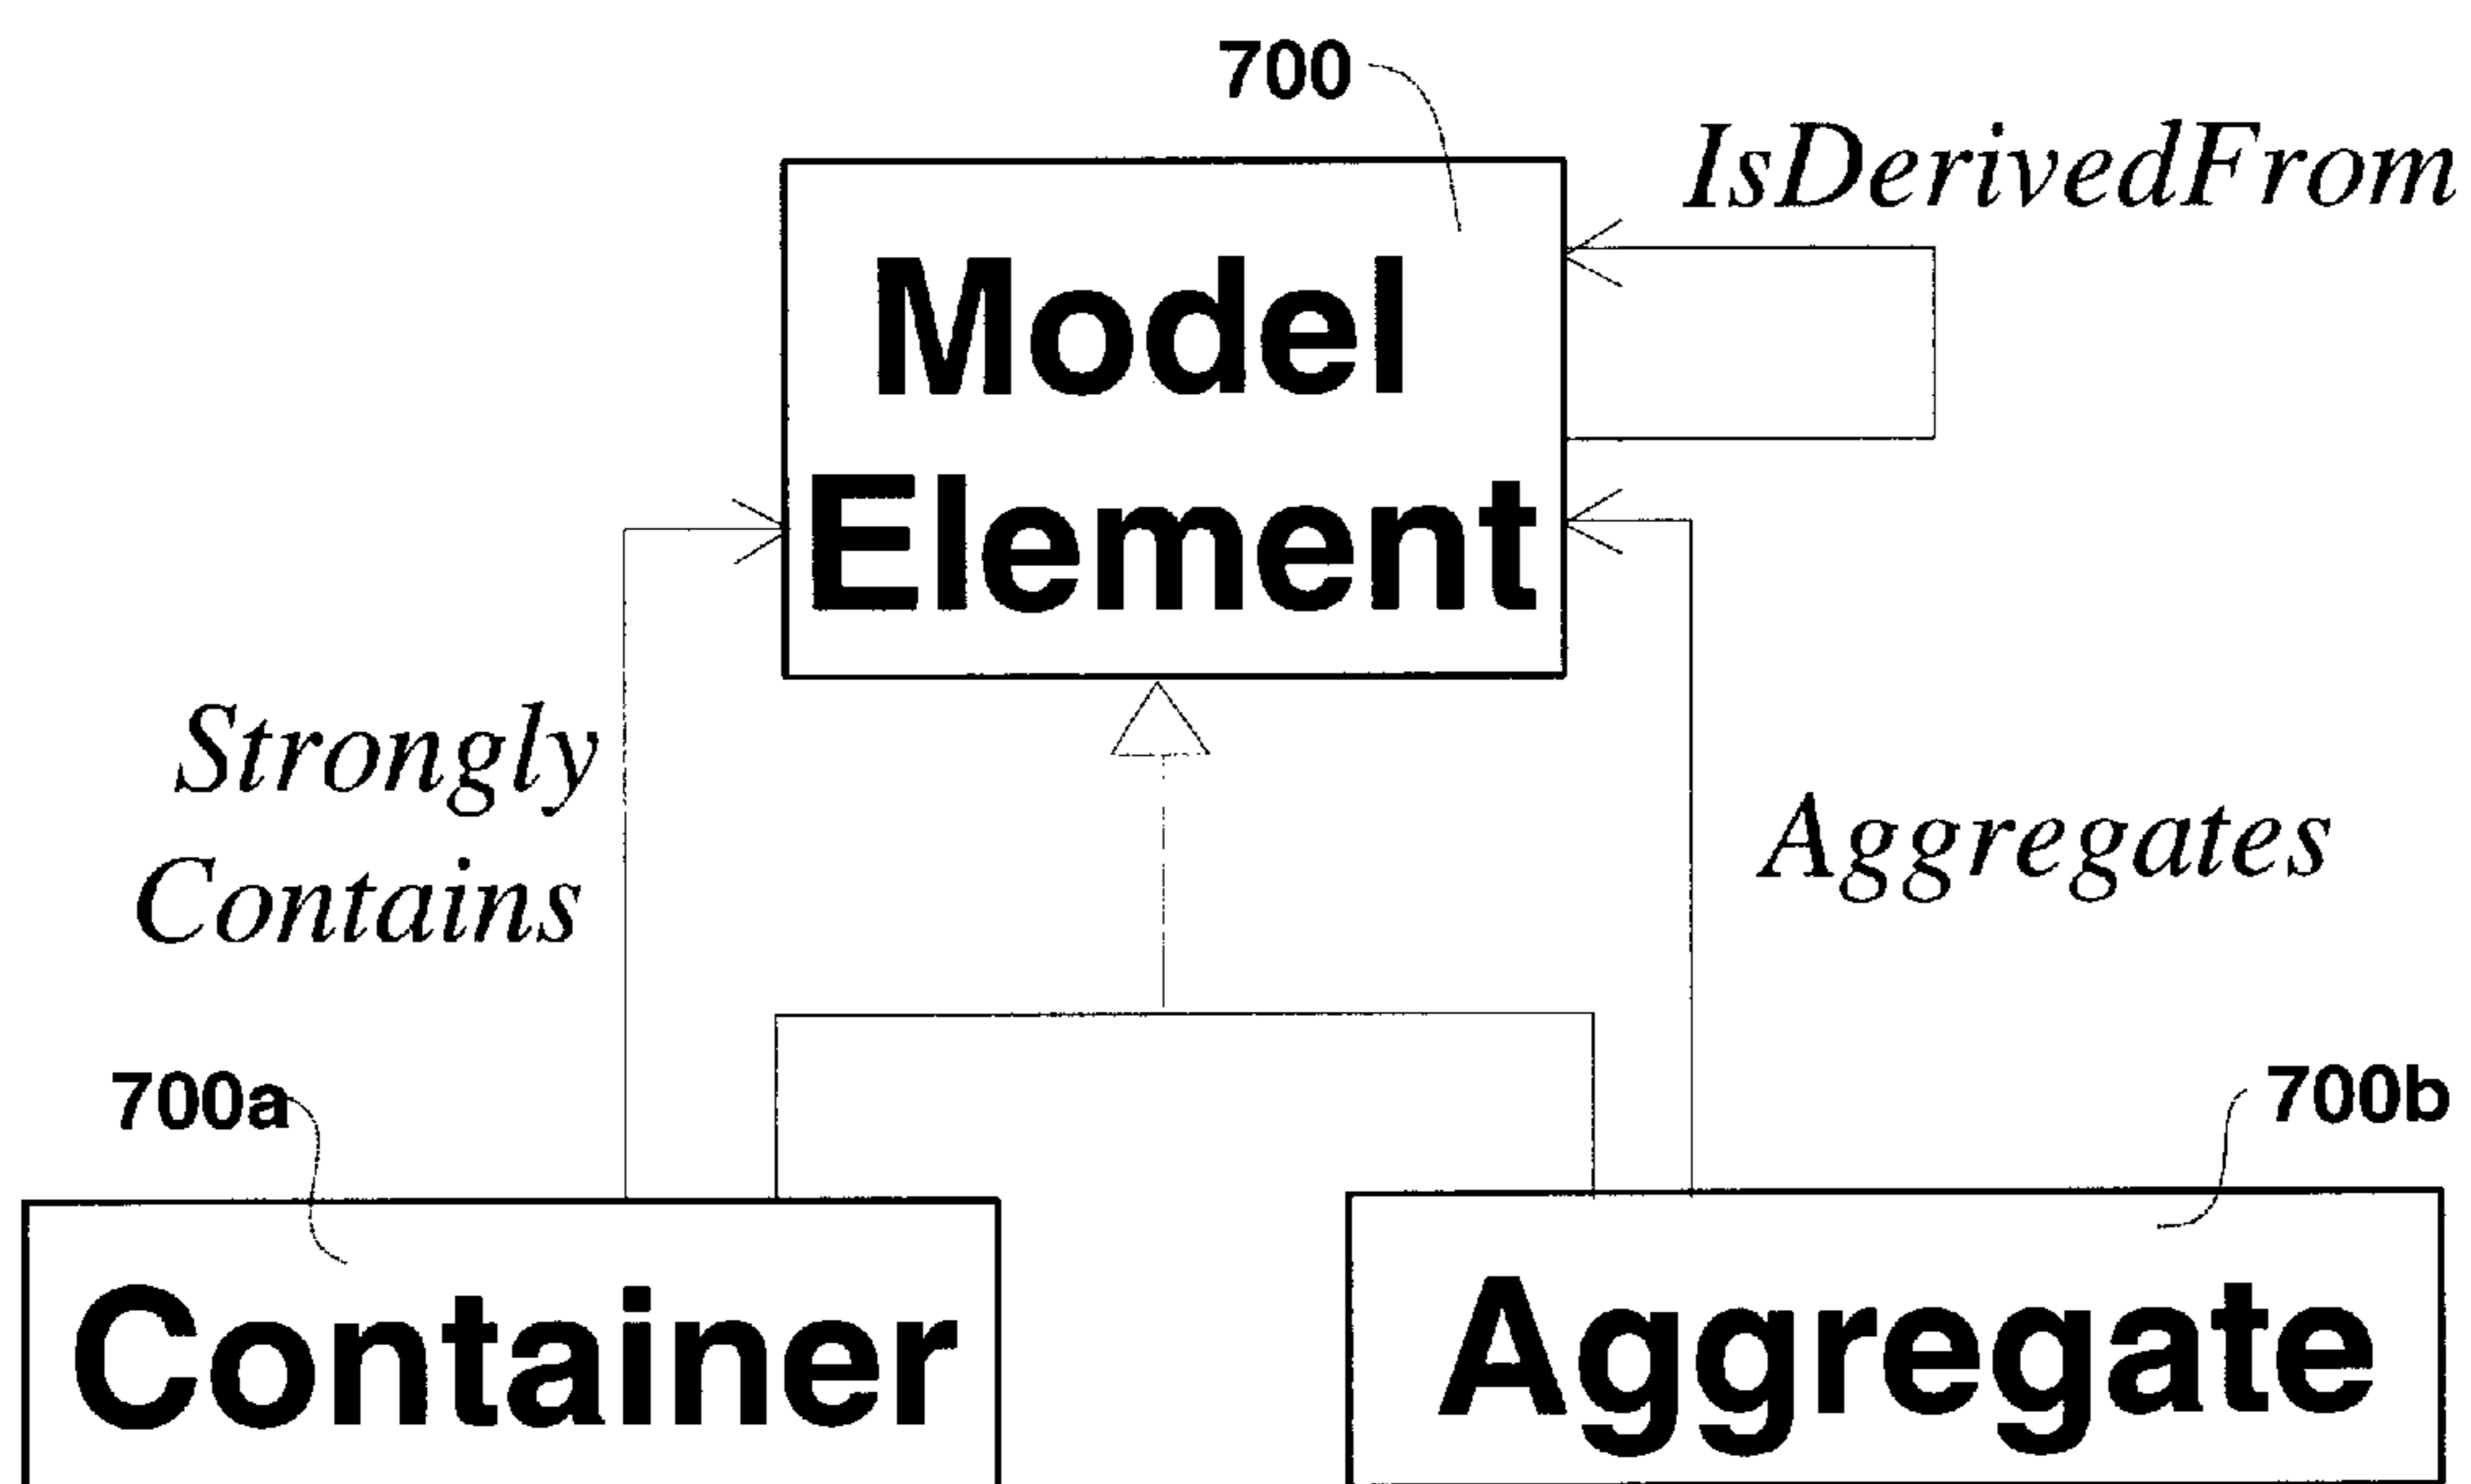 700
IsDerivedFrom
Model
Element
Strongly
Contains
Aggregates
700a
700b
Container
Aggregate